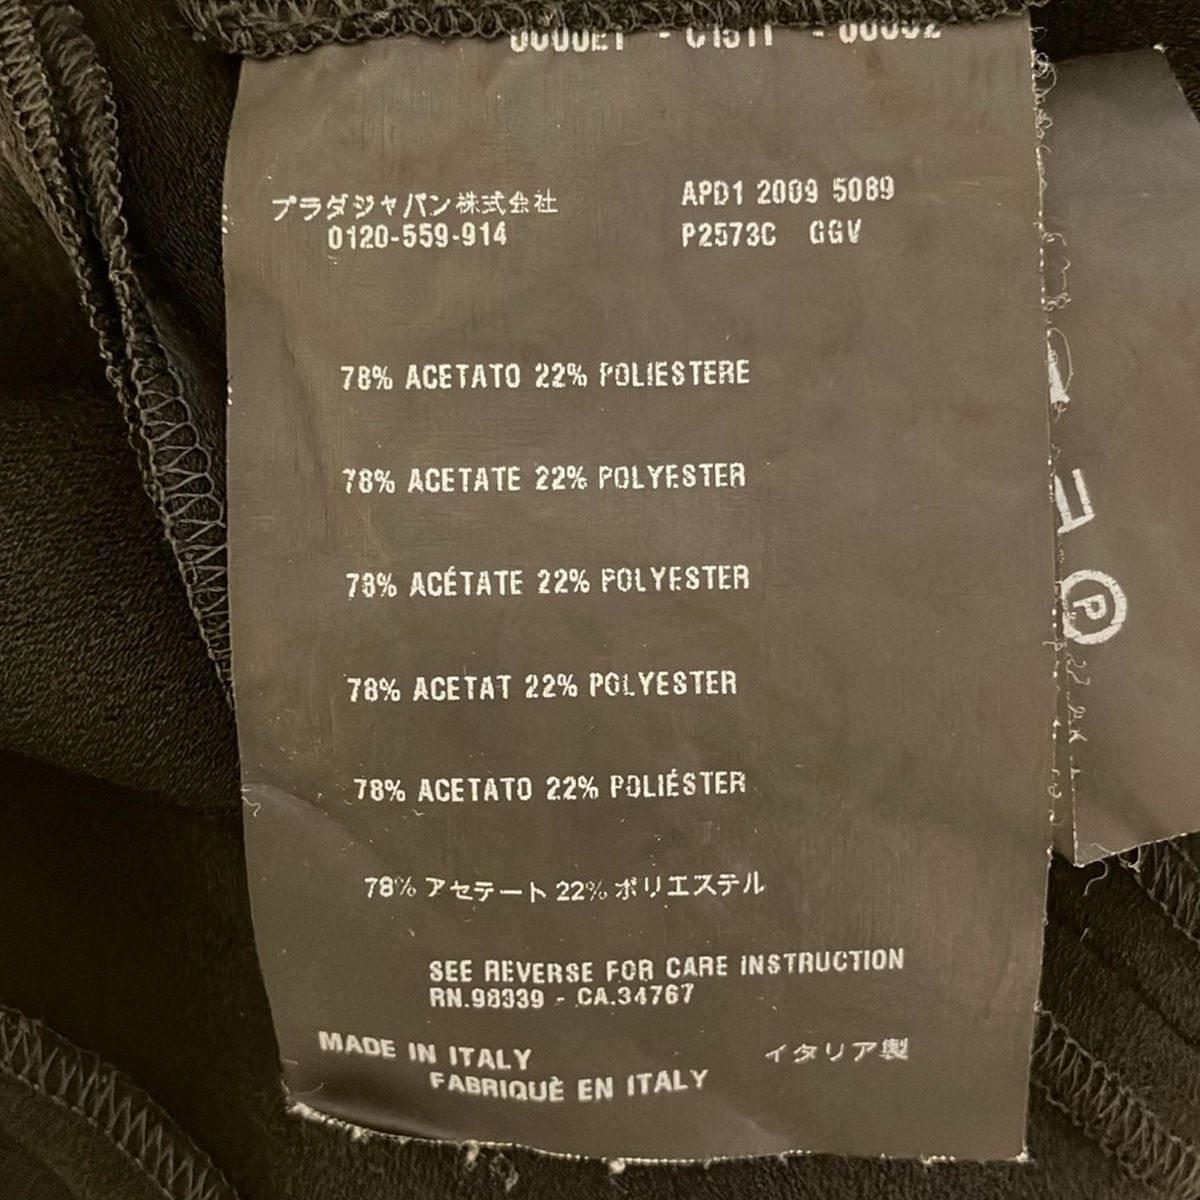 プラダジャパン株式会社
0120-559-914
APD1 2009 5089
P2573C GGV
78% ACETATO 22% POLIESTERE
78% ACETATE 22% POLYESTER
78% ACÉTATE 22% POLYESTER
78% ACETAT 22% POLYESTER
78% ACETATO 22% POLIÉSTER
78% アセテート 22% ポリエステル
SEE REVERSE FOR CARE INSTRUCTION
RN.98339 - CA.34767
MADE IN ITALY
イタリア製
FABRIQUÈ EN ITALY
P